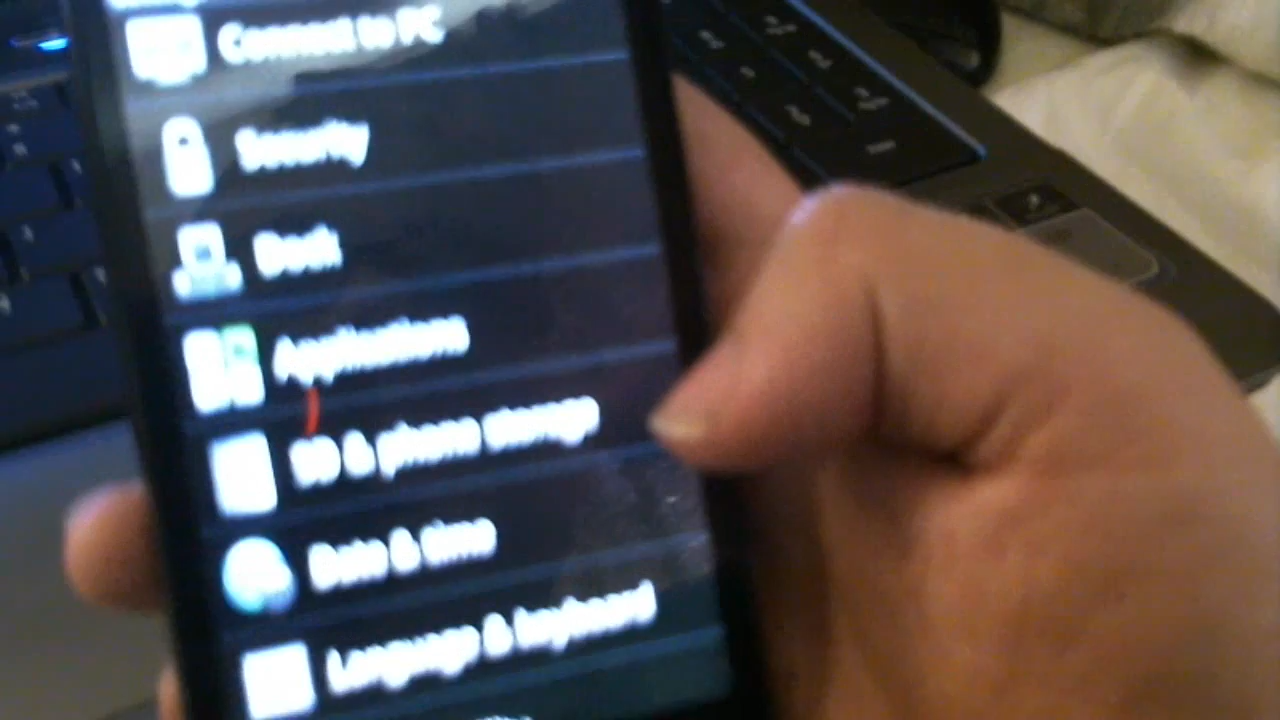 Connect to PC
Security
Dock
Applications
SD & phone storage
Date & time
Language & keyboard